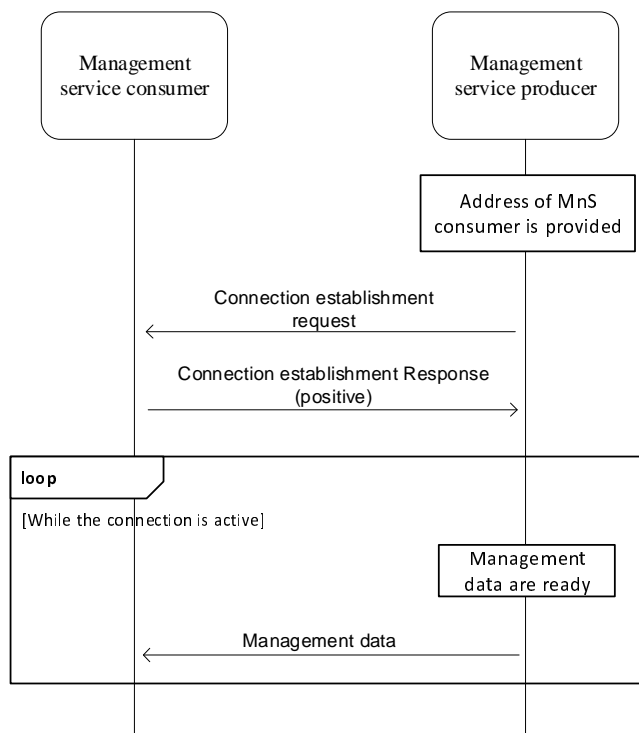 Management
service consumer
Management
service producer
Address of MnS
consumer is provided
Connection establishment
request
Connection establishment Response
(positive)
loop
[While the connection is active]
Management
data are ready
Management data